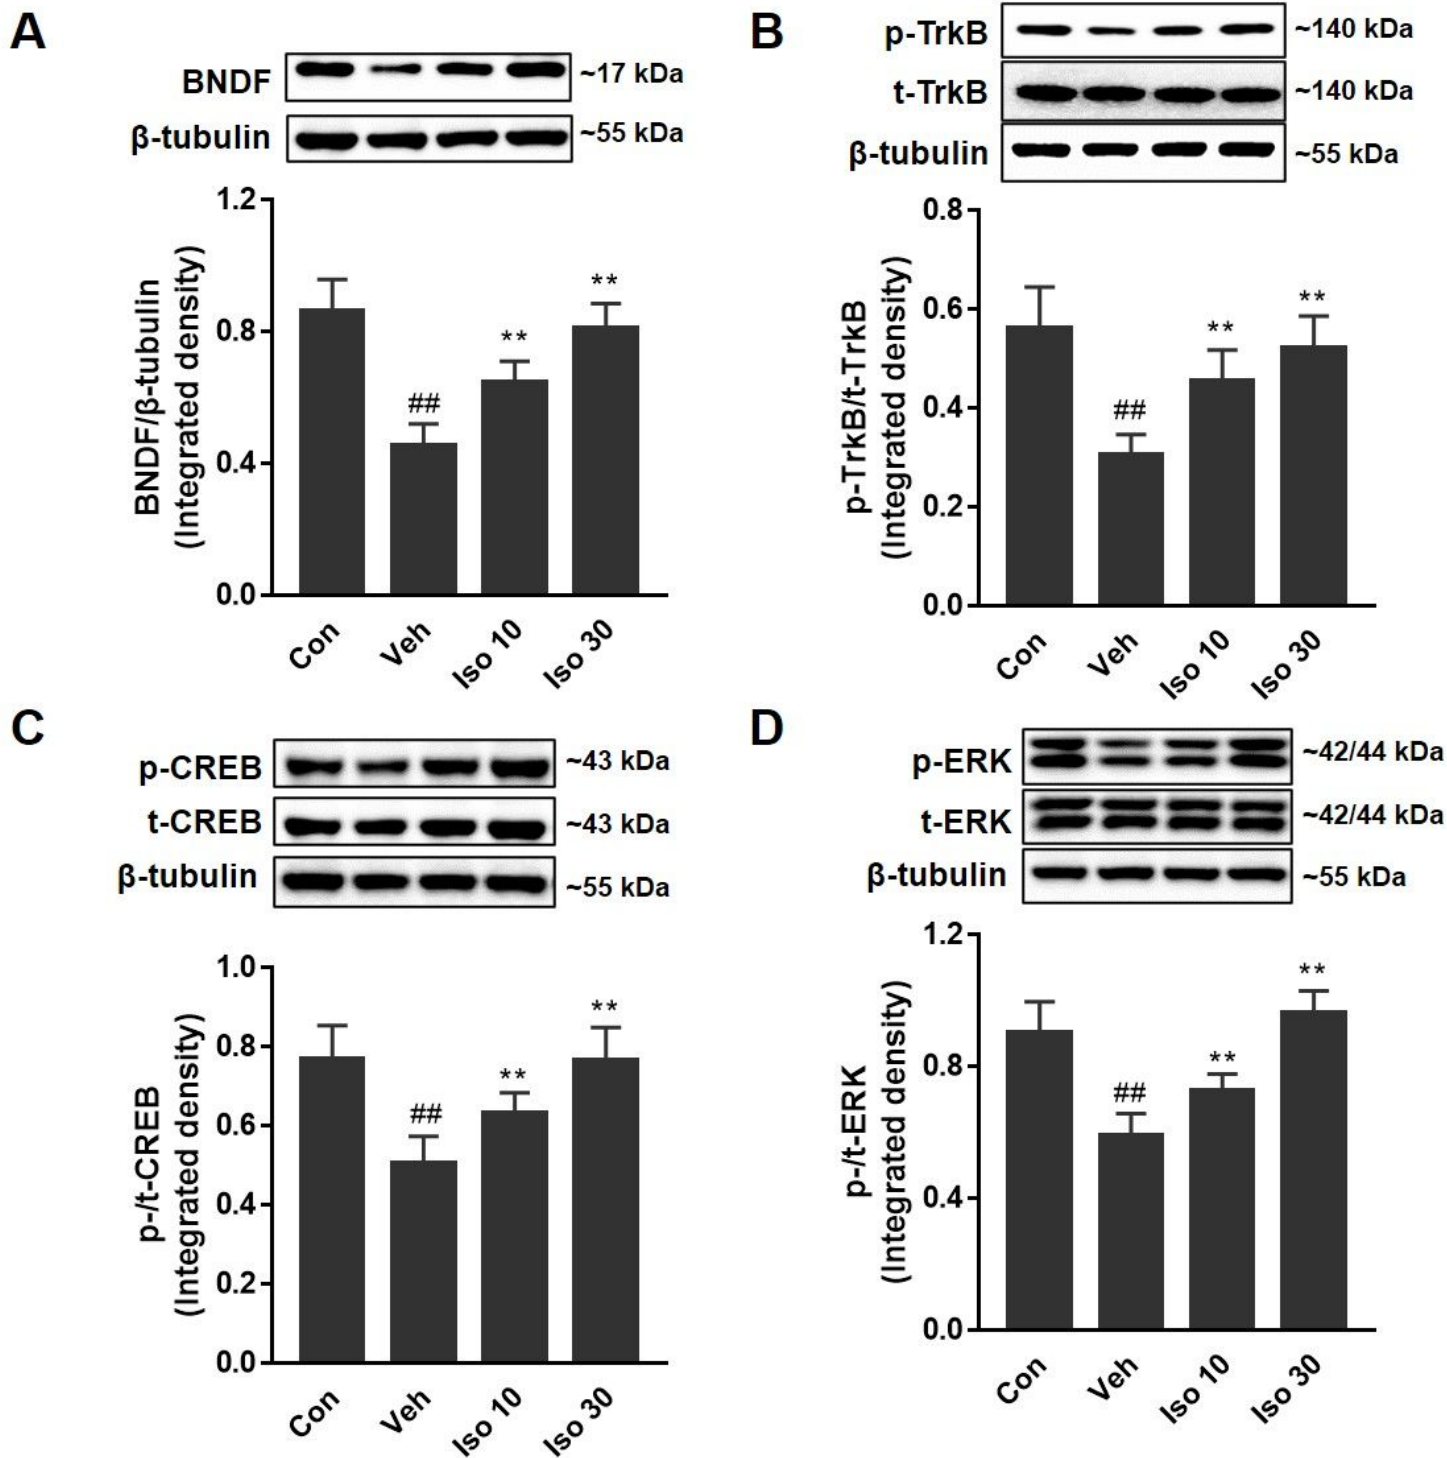 A
BNDF
~17 kDa
β-tubulin
~55 kDa
BNDF/β-tubulin
(Integrated density)
1.2
0.8
0.4
0.0
##
**
**
Con
Veh
Iso 10
Iso 30
B
p-TrkB
~140 kDa
t-TrkB
~140 kDa
β-tubulin
~55 kDa
p-TrkB/t-TrkB
(Integrated density)
0.8
0.6
0.4
0.2
0.0
##
**
**
Con
Veh
Iso 10
Iso 30
C
p-CREB
~43 kDa
t-CREB
~43 kDa
β-tubulin
~55 kDa
p-/t-CREB
(Integrated density)
1.0
0.8
0.6
0.4
0.2
0.0
##
**
**
Con
Veh
Iso 10
Iso 30
D
p-ERK
~42/44 kDa
t-ERK
~42/44 kDa
β-tubulin
~55 kDa
p-/t-ERK
(Integrated density)
1.2
0.8
0.4
0.0
##
**
**
Con
Veh
Iso 10
Iso 30